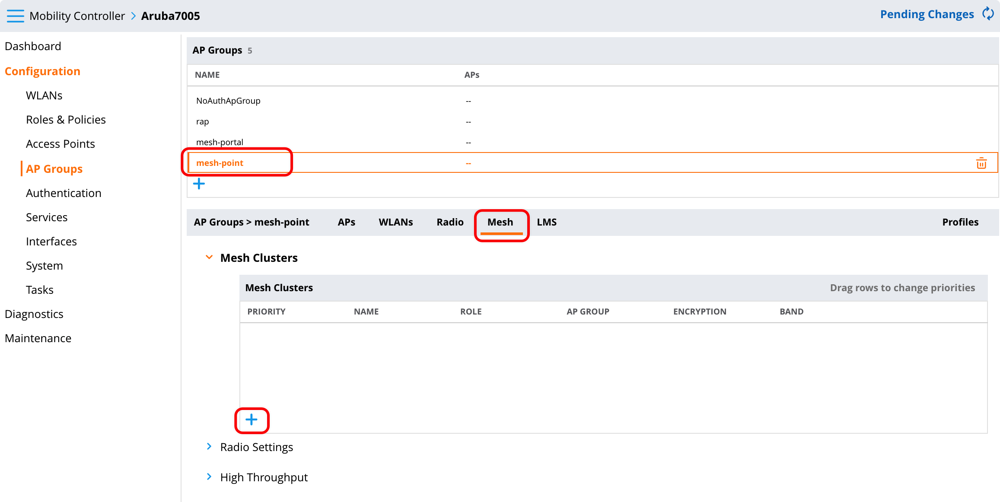 Mobility Controller > Aruba7005
Pending Changes
Dashboard
Configuration
WLANs
Roles & Policies
Access Points
AP Groups
Authentication
Services
Interfaces
System
Tasks
Diagnostics
Maintenance
AP Groups 5
NAME APs
NoAuthApGroup --
rap --
mesh-portal --
mesh-point --
AP Groups > mesh-point APs WLANs Radio Mesh LMS Profiles
Mesh Clusters
Mesh Clusters Drag rows to change priorities
PRIORITY NAME ROLE AP GROUP ENCRYPTION BAND
Radio Settings
High Throughput